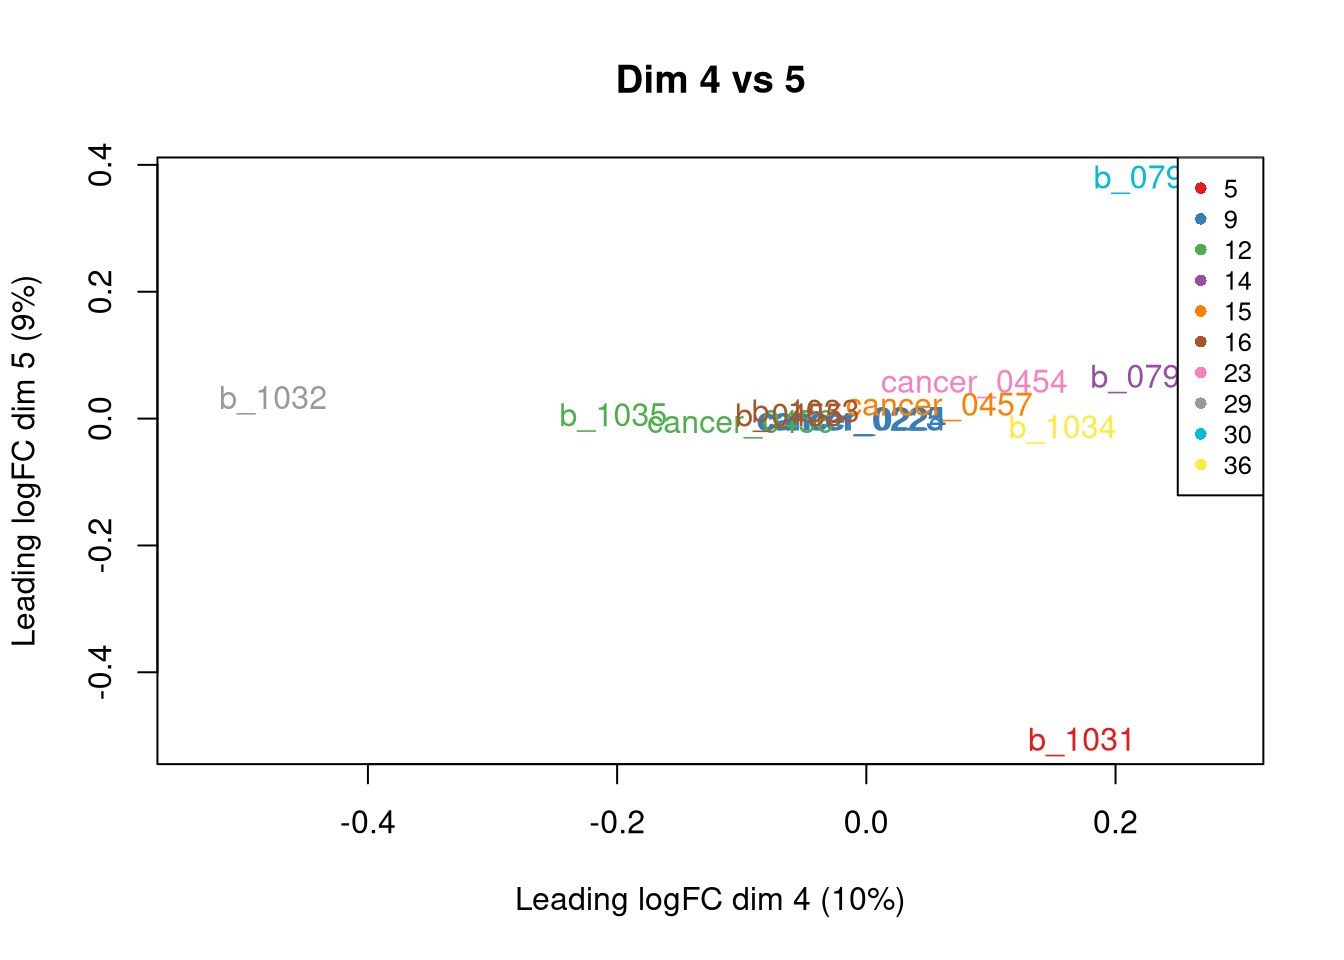 Dim 4 vs 5
0.4
0.2
0.0
-0.2
-0.4
Leading logFC dim 5 (9%)
b_079
b_079
cancer_0454
b_1032
cancer_0457
b_1035
b_1034
b_1031
5
9
12
14
15
16
23
29
30
36
-0.4
-0.2
0.0
0.2
Leading logFC dim 4 (10%)